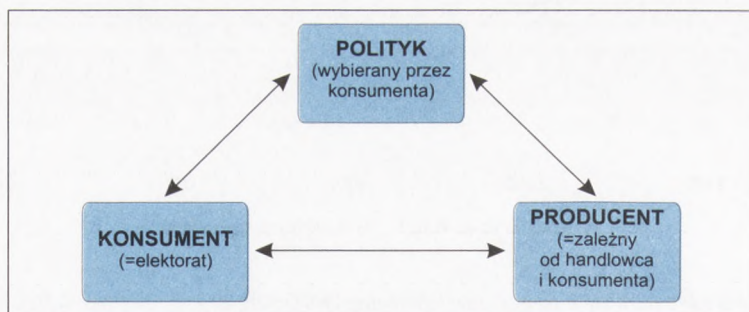 POLITYK
(wybierany przez
konsumenta)
KONSUMENT
(=elektorat)
PRODUCENT
(=zależny
od handlowca
i konsumenta)